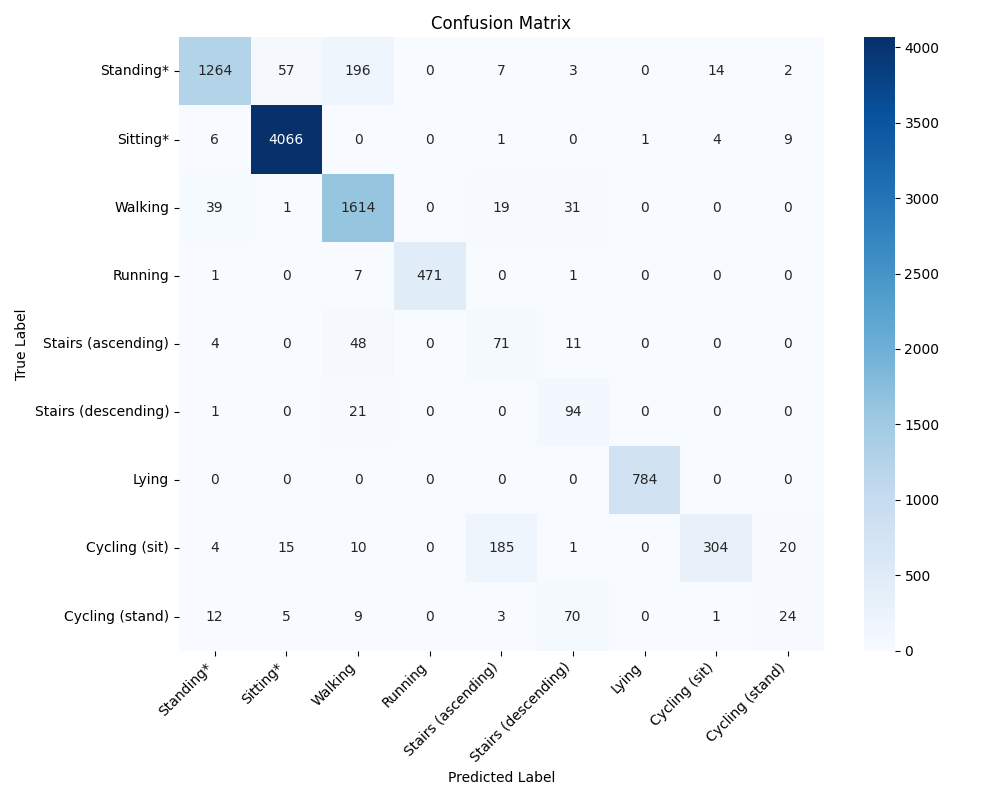 Confusion Matrix
Standing* 1264 57 196 0 7 3 0 14 2
Sitting* 6 4066 0 0 1 0 1 4 9
Walking 39 1 1614 0 19 31 0 0 0
Running 1 0 7 471 0 1 0 0 0
Stairs (ascending) 4 0 48 0 71 11 0 0 0
Stairs (descending) 1 0 21 0 0 94 0 0 0
Lying 0 0 0 0 0 0 784 0 0
Cycling (sit) 4 15 10 0 185 1 0 304 20
Cycling (stand) 12 5 9 0 3 70 0 1 24
True Label
Standing*
Sitting*
Walking
Running
Stairs (ascending)
Stairs (descending)
Lying
Cycling (sit)
Cycling (stand)
Predicted Label
4000
3500
3000
2500
2000
1500
1000
500
0